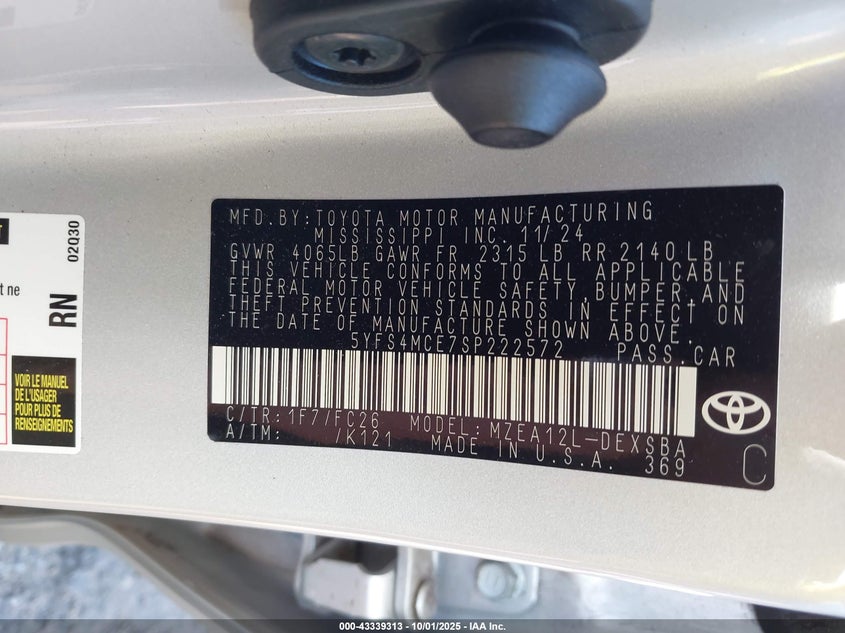 MFD.BY:TOYOTA MOTOR MANUFACTURING
MISSISSIPPI INC. 11/24
GVWR 4065LB GAWR FR 2315 LB RR 2140 LB
THIS VEHICLE CONFORMS TO ALL APPLICABLE
FEDERAL MOTOR VEHICLE SAFETY,BUMPER,AND
THEFT PREVENTION STANDARDS IN EFFECT ON
THE DATE OF MANUFACTURE SHOWN ABOVE.
5YFS4MCE7SP222572 PASS.CAR
C/TR:1F7/FC26 MODEL:MZEA12L-DEXSBA
A/TM: /K121 MADE IN U.S.A. 369
C
02Q30
t ne
RN
VOIR LE MANUEL
DE L'USAGER
POUR PLUS DE
RENSEIGNEMENTS
000-43339313 - 10/01/2025 - IAA Inc.